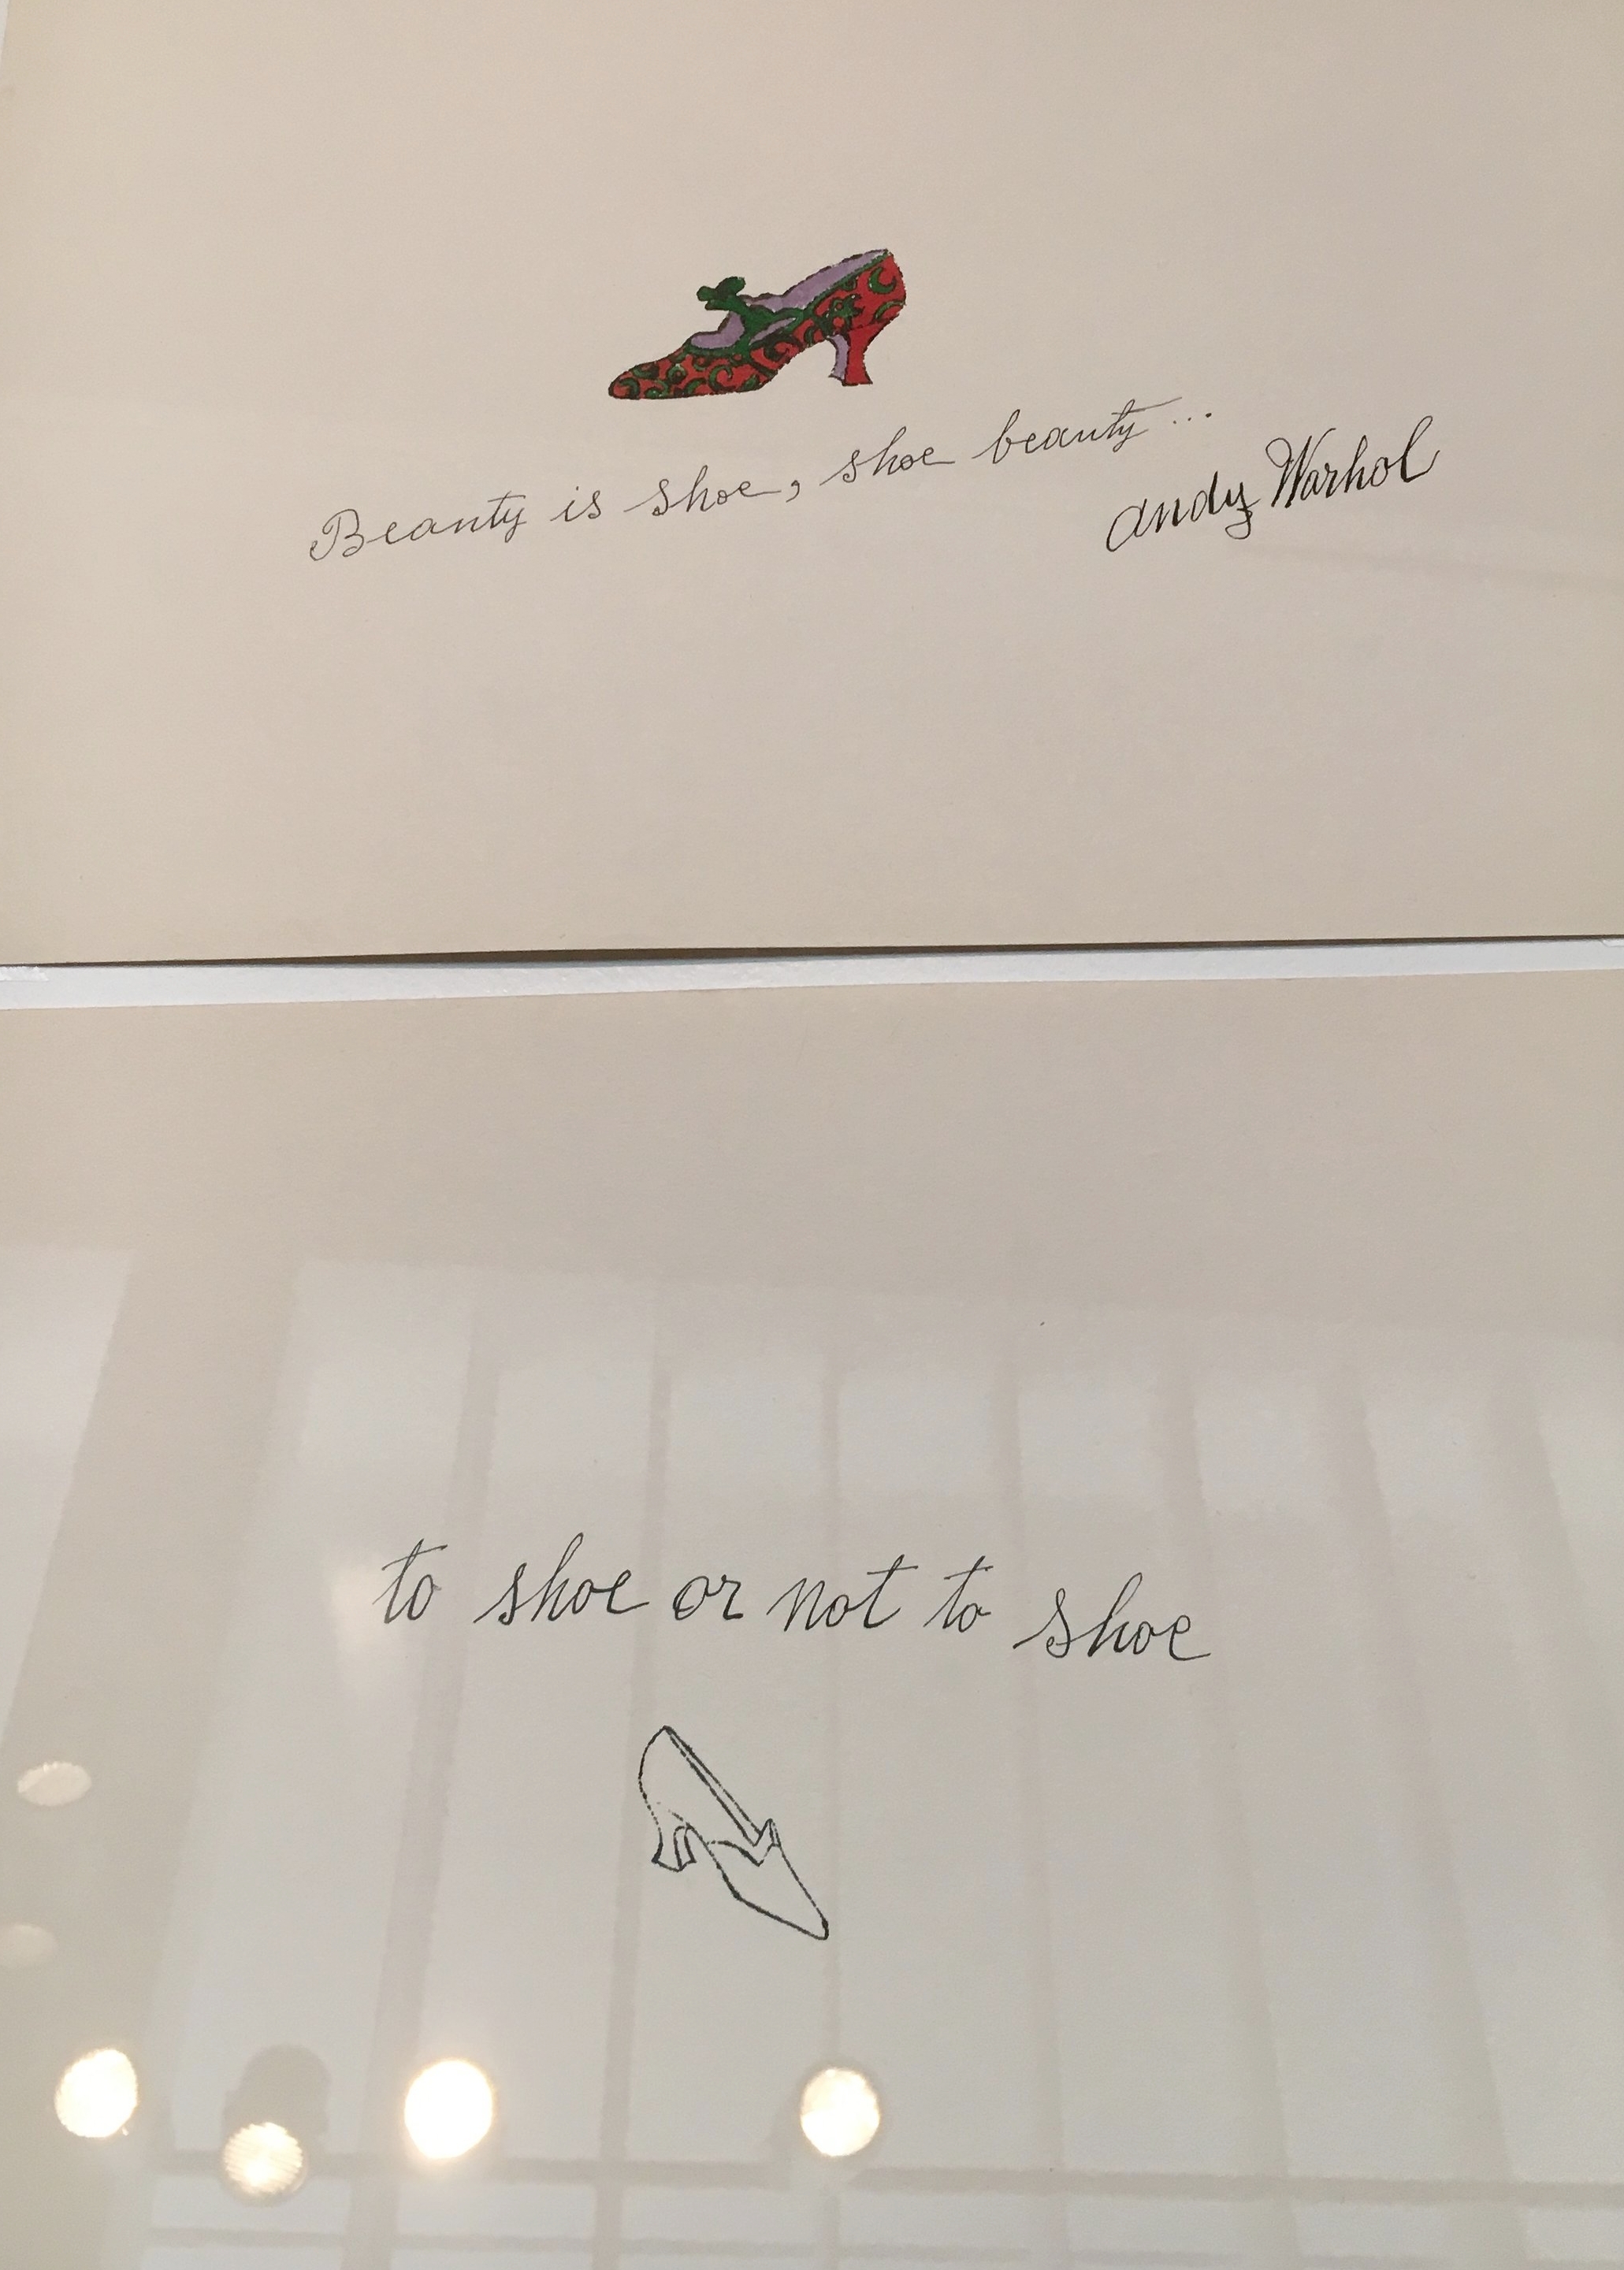 Beauty is shoe, shoe beauty...
Andy Warhol
to shoe or not to shoe